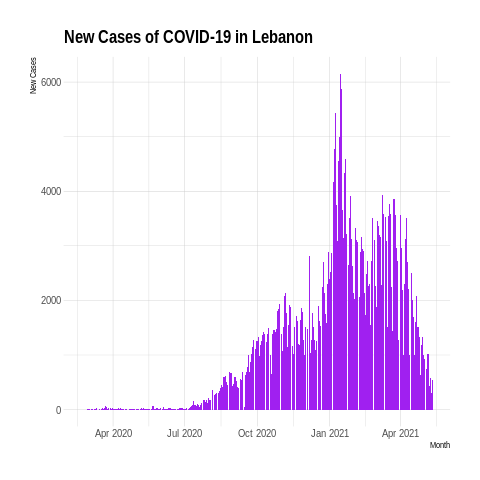 New Cases of COVID-19 in Lebanon
New Cases
6000
4000
2000
0
Apr 2020 Jul 2020 Oct 2020 Jan 2021 Apr 2021
Month